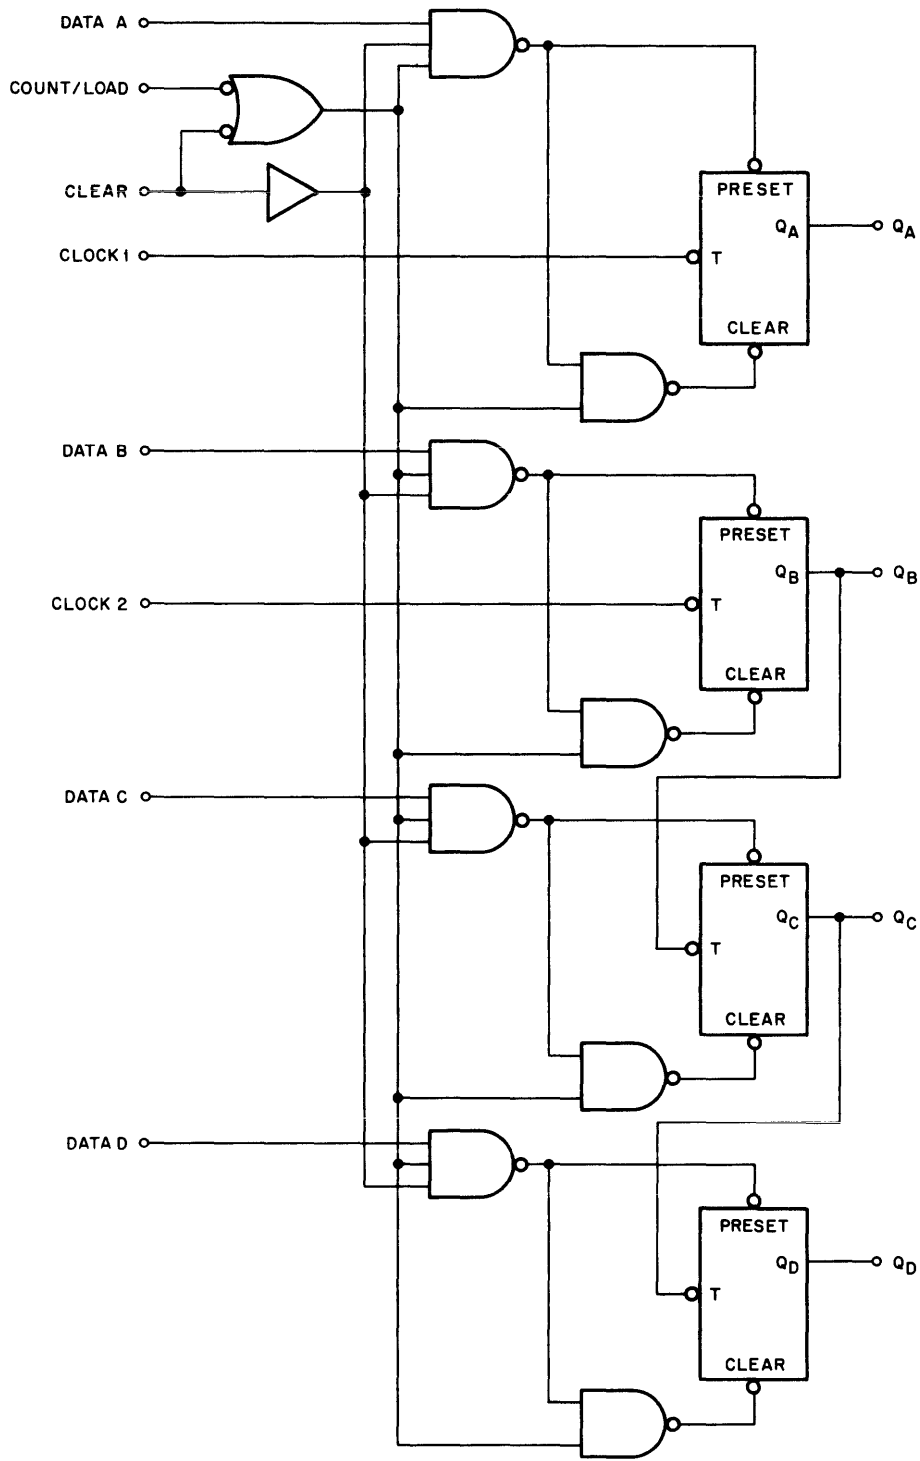 DATA A
COUNT/LOAD
CLEAR
CLOCK 1
PRESET
QA
QA
T
CLEAR
DATA B
PRESET
QB
QB
CLOCK 2
T
CLEAR
DATA C
PRESET
QC
QC
T
CLEAR
DATA D
PRESET
QD
QD
T
CLEAR